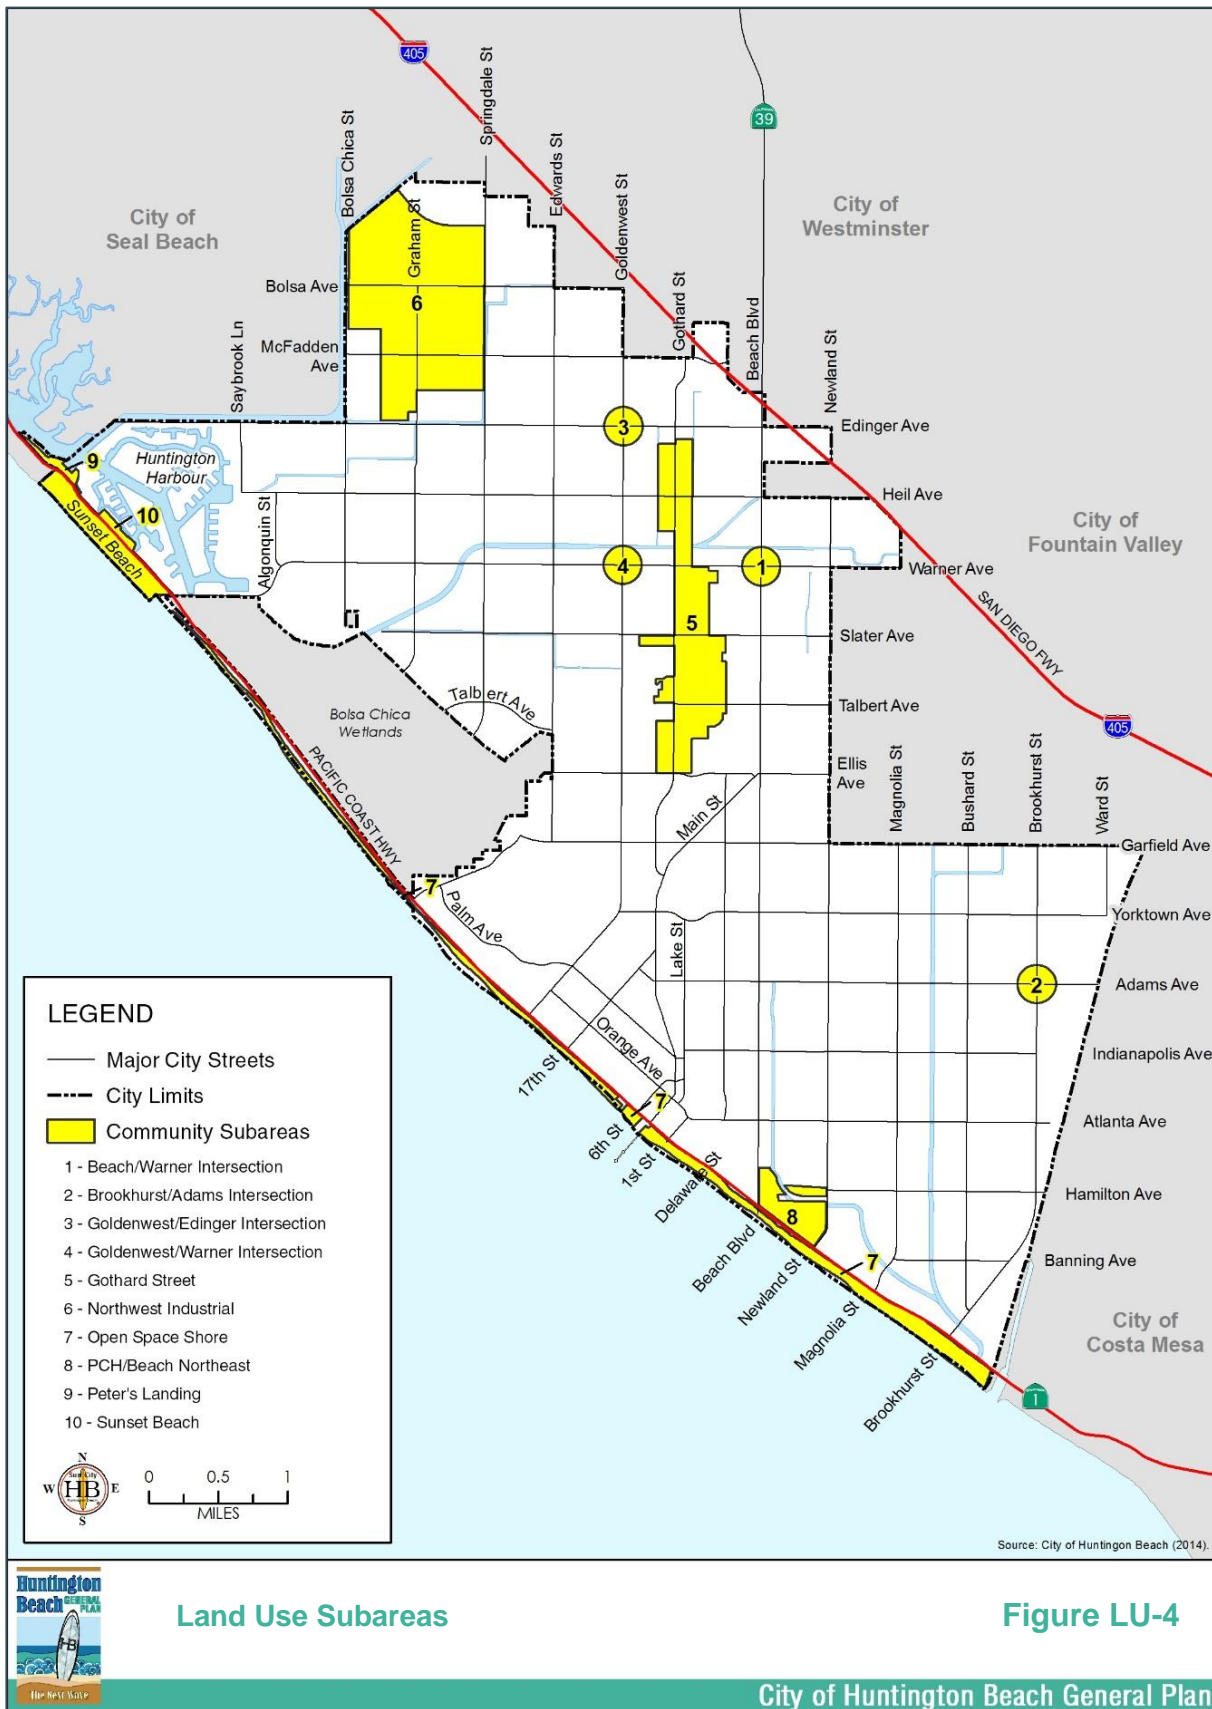 405
Springdale St
39
Bolsa Chica St
Edwards St
Goldenwest St
City of
Westminster
City of
Seal Beach
Graham St
Gothard St
Bolsa Ave
6
Beach Blvd
Newland St
Saybrook Ln
McFadden
Ave
3
Edinger Ave
Huntington
Harbour
9
Heil Ave
10
Sunset Beach
Algonquin St
City of
Fountain Valley
4
1
Warner Ave
SAN DIEGO FWY
5
Slater Ave
Talbert Ave
Talbert Ave
Bolsa Chica
Wetlands
405
PACIFIC COAST HWY
Ellis
Ave
Magnolia St
Bushard St
Brookhurst St
Ward St
Main St
Garfield Ave
7
Palm Ave
Yorktown Ave
Lake St
2
Adams Ave
Orange Ave
17th St
Indianapolis Ave
7
6th St
1st St
Atlanta Ave
Delaware St
Hamilton Ave
8
Beach Blvd
Newland St
7
Banning Ave
Magnolia St
Brookhurst St
City of
Costa Mesa
1
LEGEND
Major City Streets
City Limits
Community Subareas
1 - Beach/Warner Intersection
2 - Brookhurst/Adams Intersection
3 - Goldenwest/Edinger Intersection
4 - Goldenwest/Warner Intersection
5 - Gothard Street
6 - Northwest Industrial
7 - Open Space Shore
8 - PCH/Beach Northeast
9 - Peter's Landing
10 - Sunset Beach
N
W HB E
S
0 0.5 1
MILES
Source: City of Huntingon Beach (2014).
Huntington
Beach GENERAL
PLAN
HB
The Next Wave
Land Use Subareas
Figure LU-4
City of Huntington Beach General Plan